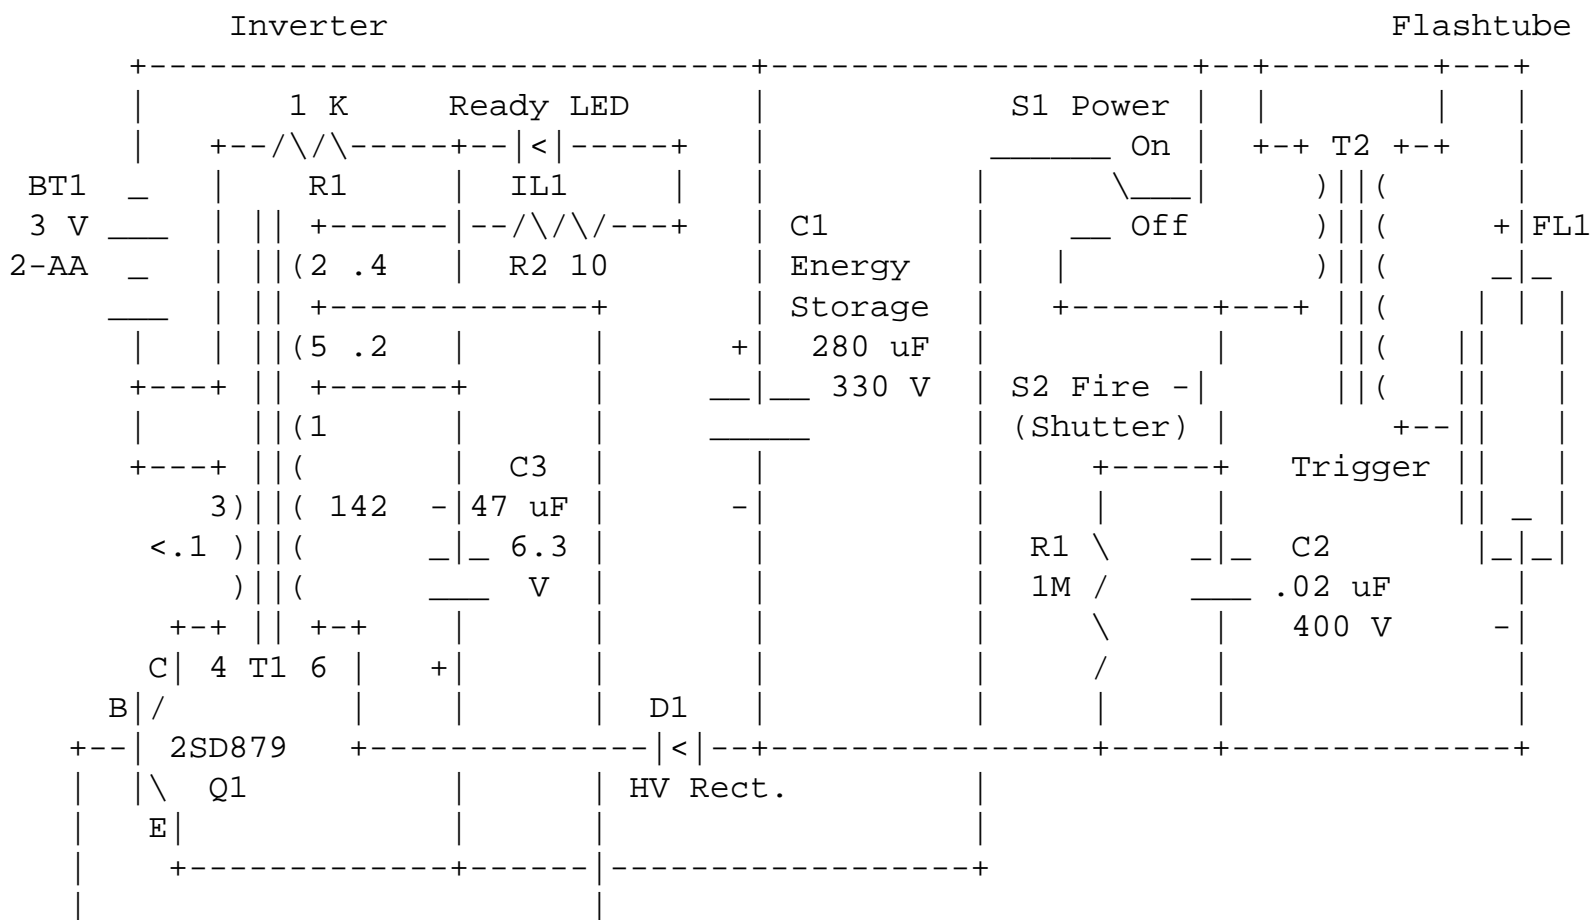 Inverter Flashtube
1 K Ready LED S1 Power
On T2
BT1 R1 IL1
3 V C1 Off + FL1
2-AA 2 .4 R2 10 Energy
Storage
5 .2 + 280 uF
330 V S2 Fire -
1 (Shutter)
C3 Trigger
3 142 - 47 uF -
<.1 6.3 R1 C2
V 1M .02 uF
400 V -
C 4 T1 6 +
B D1
2SD879
Q1 HV Rect.
E